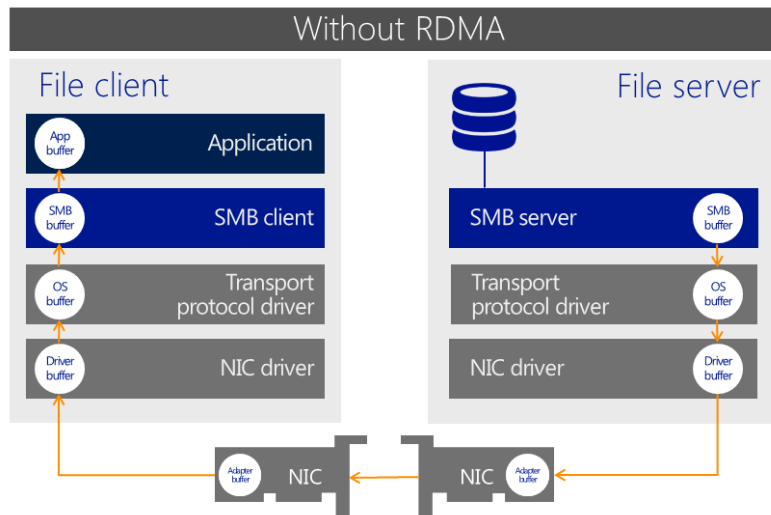 Without RDMA
File client
App
buffer
Application
SMB
buffer
SMB client
OS
buffer
Transport
protocol driver
Driver
buffer
NIC driver
Adapter
buffer
NIC
File server
SMB server
SMB
buffer
Transport
protocol driver
OS
buffer
NIC driver
Driver
buffer
NIC
Adapter
buffer